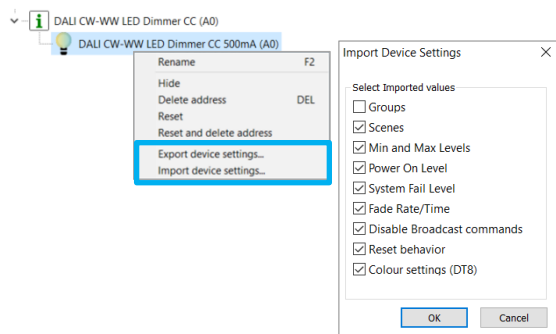 DALI CW-WW LED Dimmer CC (A0)
DALI CW-WW LED Dimmer CC 500mA (A0)
Rename F2
Hide
Delete address DEL
Reset
Reset and delete address
Export device settings...
Import device settings...
Import Device Settings
Select Imported values
Groups
Scenes
Min and Max Levels
Power On Level
System Fail Level
Fade Rate/Time
Disable Broadcast commands
Reset behavior
Colour settings (DT8)
OK Cancel